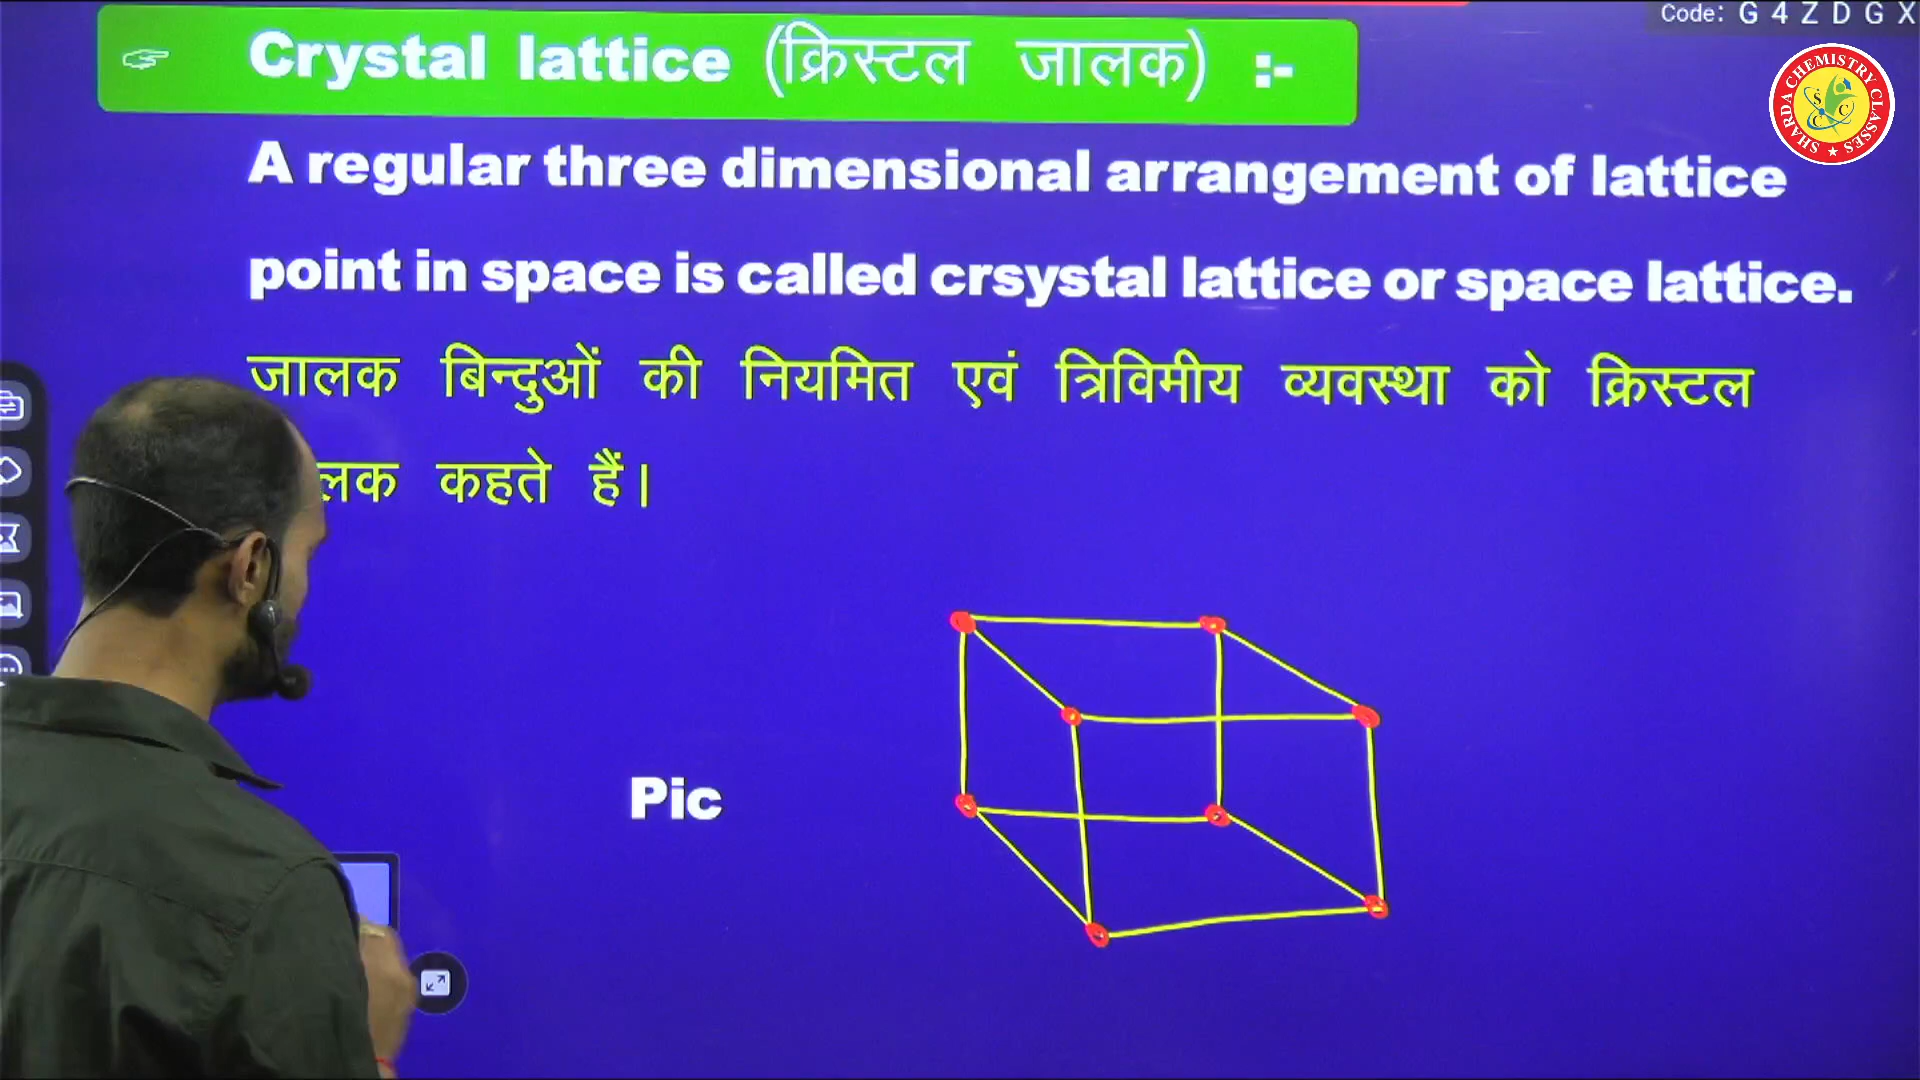 Code: G 4 Z D G X
Crystal lattice (क्रिस्टल जालक) :-
SHARDA CHEMISTRY CLASSES
S C C
A regular three dimensional arrangement of lattice
point in space is called crsystal lattice or space lattice.
जालक बिन्दुओं की नियमित एवं त्रिविमीय व्यवस्था को क्रिस्टल
लक कहते हैं।
Pic